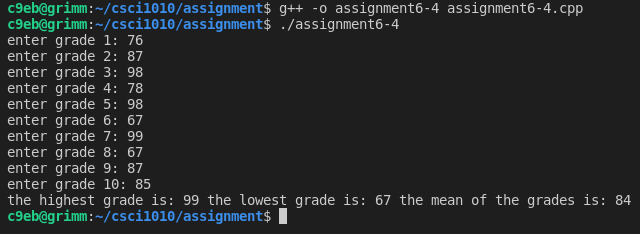 c9eb@grimm:~/csci1010/assignment$ g++ -o assignment6-4 assignment6-4.cpp
c9eb@grimm:~/csci1010/assignment$ ./assignment6-4
enter grade 1: 76
enter grade 2: 87
enter grade 3: 98
enter grade 4: 78
enter grade 5: 98
enter grade 6: 67
enter grade 7: 99
enter grade 8: 67
enter grade 9: 87
enter grade 10: 85
the highest grade is: 99 the lowest grade is: 67 the mean of the grades is: 84
c9eb@grimm:~/csci1010/assignment$